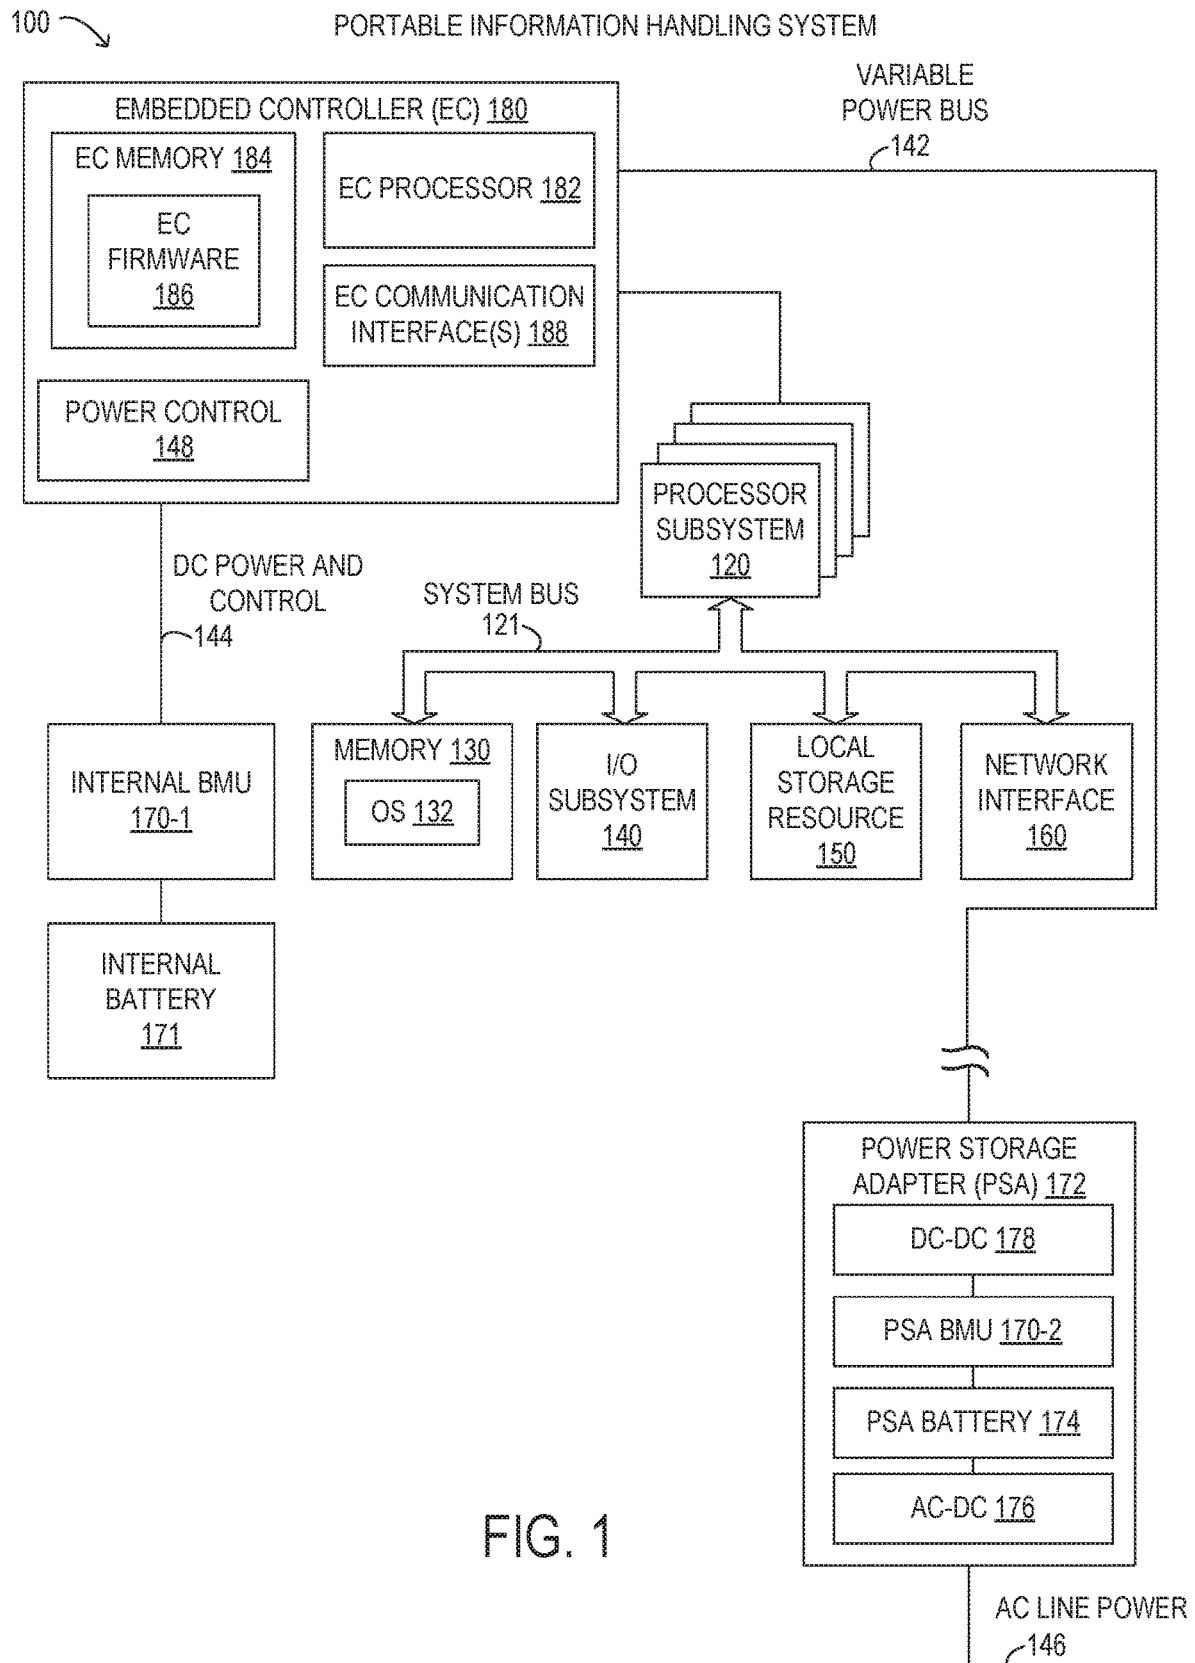 100
PORTABLE INFORMATION HANDLING SYSTEM
VARIABLE
POWER BUS
142
EMBEDDED CONTROLLER (EC) 180
EC MEMORY 184
EC
FIRMWARE
186
EC PROCESSOR 182
EC COMMUNICATION
INTERFACE(S) 188
POWER CONTROL
148
PROCESSOR
SUBSYSTEM
120
DC POWER AND
CONTROL
144
SYSTEM BUS
121
INTERNAL BMU
170-1
MEMORY 130
OS 132
I/O
SUBSYSTEM
140
LOCAL
STORAGE
RESOURCE
150
NETWORK
INTERFACE
160
INTERNAL
BATTERY
171
POWER STORAGE
ADAPTER (PSA) 172
DC-DC 178
PSA BMU 170-2
PSA BATTERY 174
AC-DC 176
FIG. 1
AC LINE POWER
146